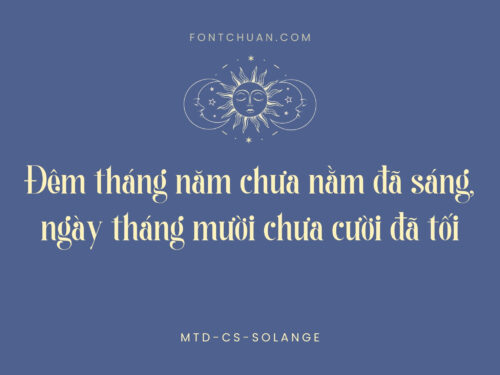 FONTCHUAN.COM
Đêm tháng năm chưa nằm đã sáng,
ngày tháng mười chưa cười đã tối
MTD-CS-SOLANGE